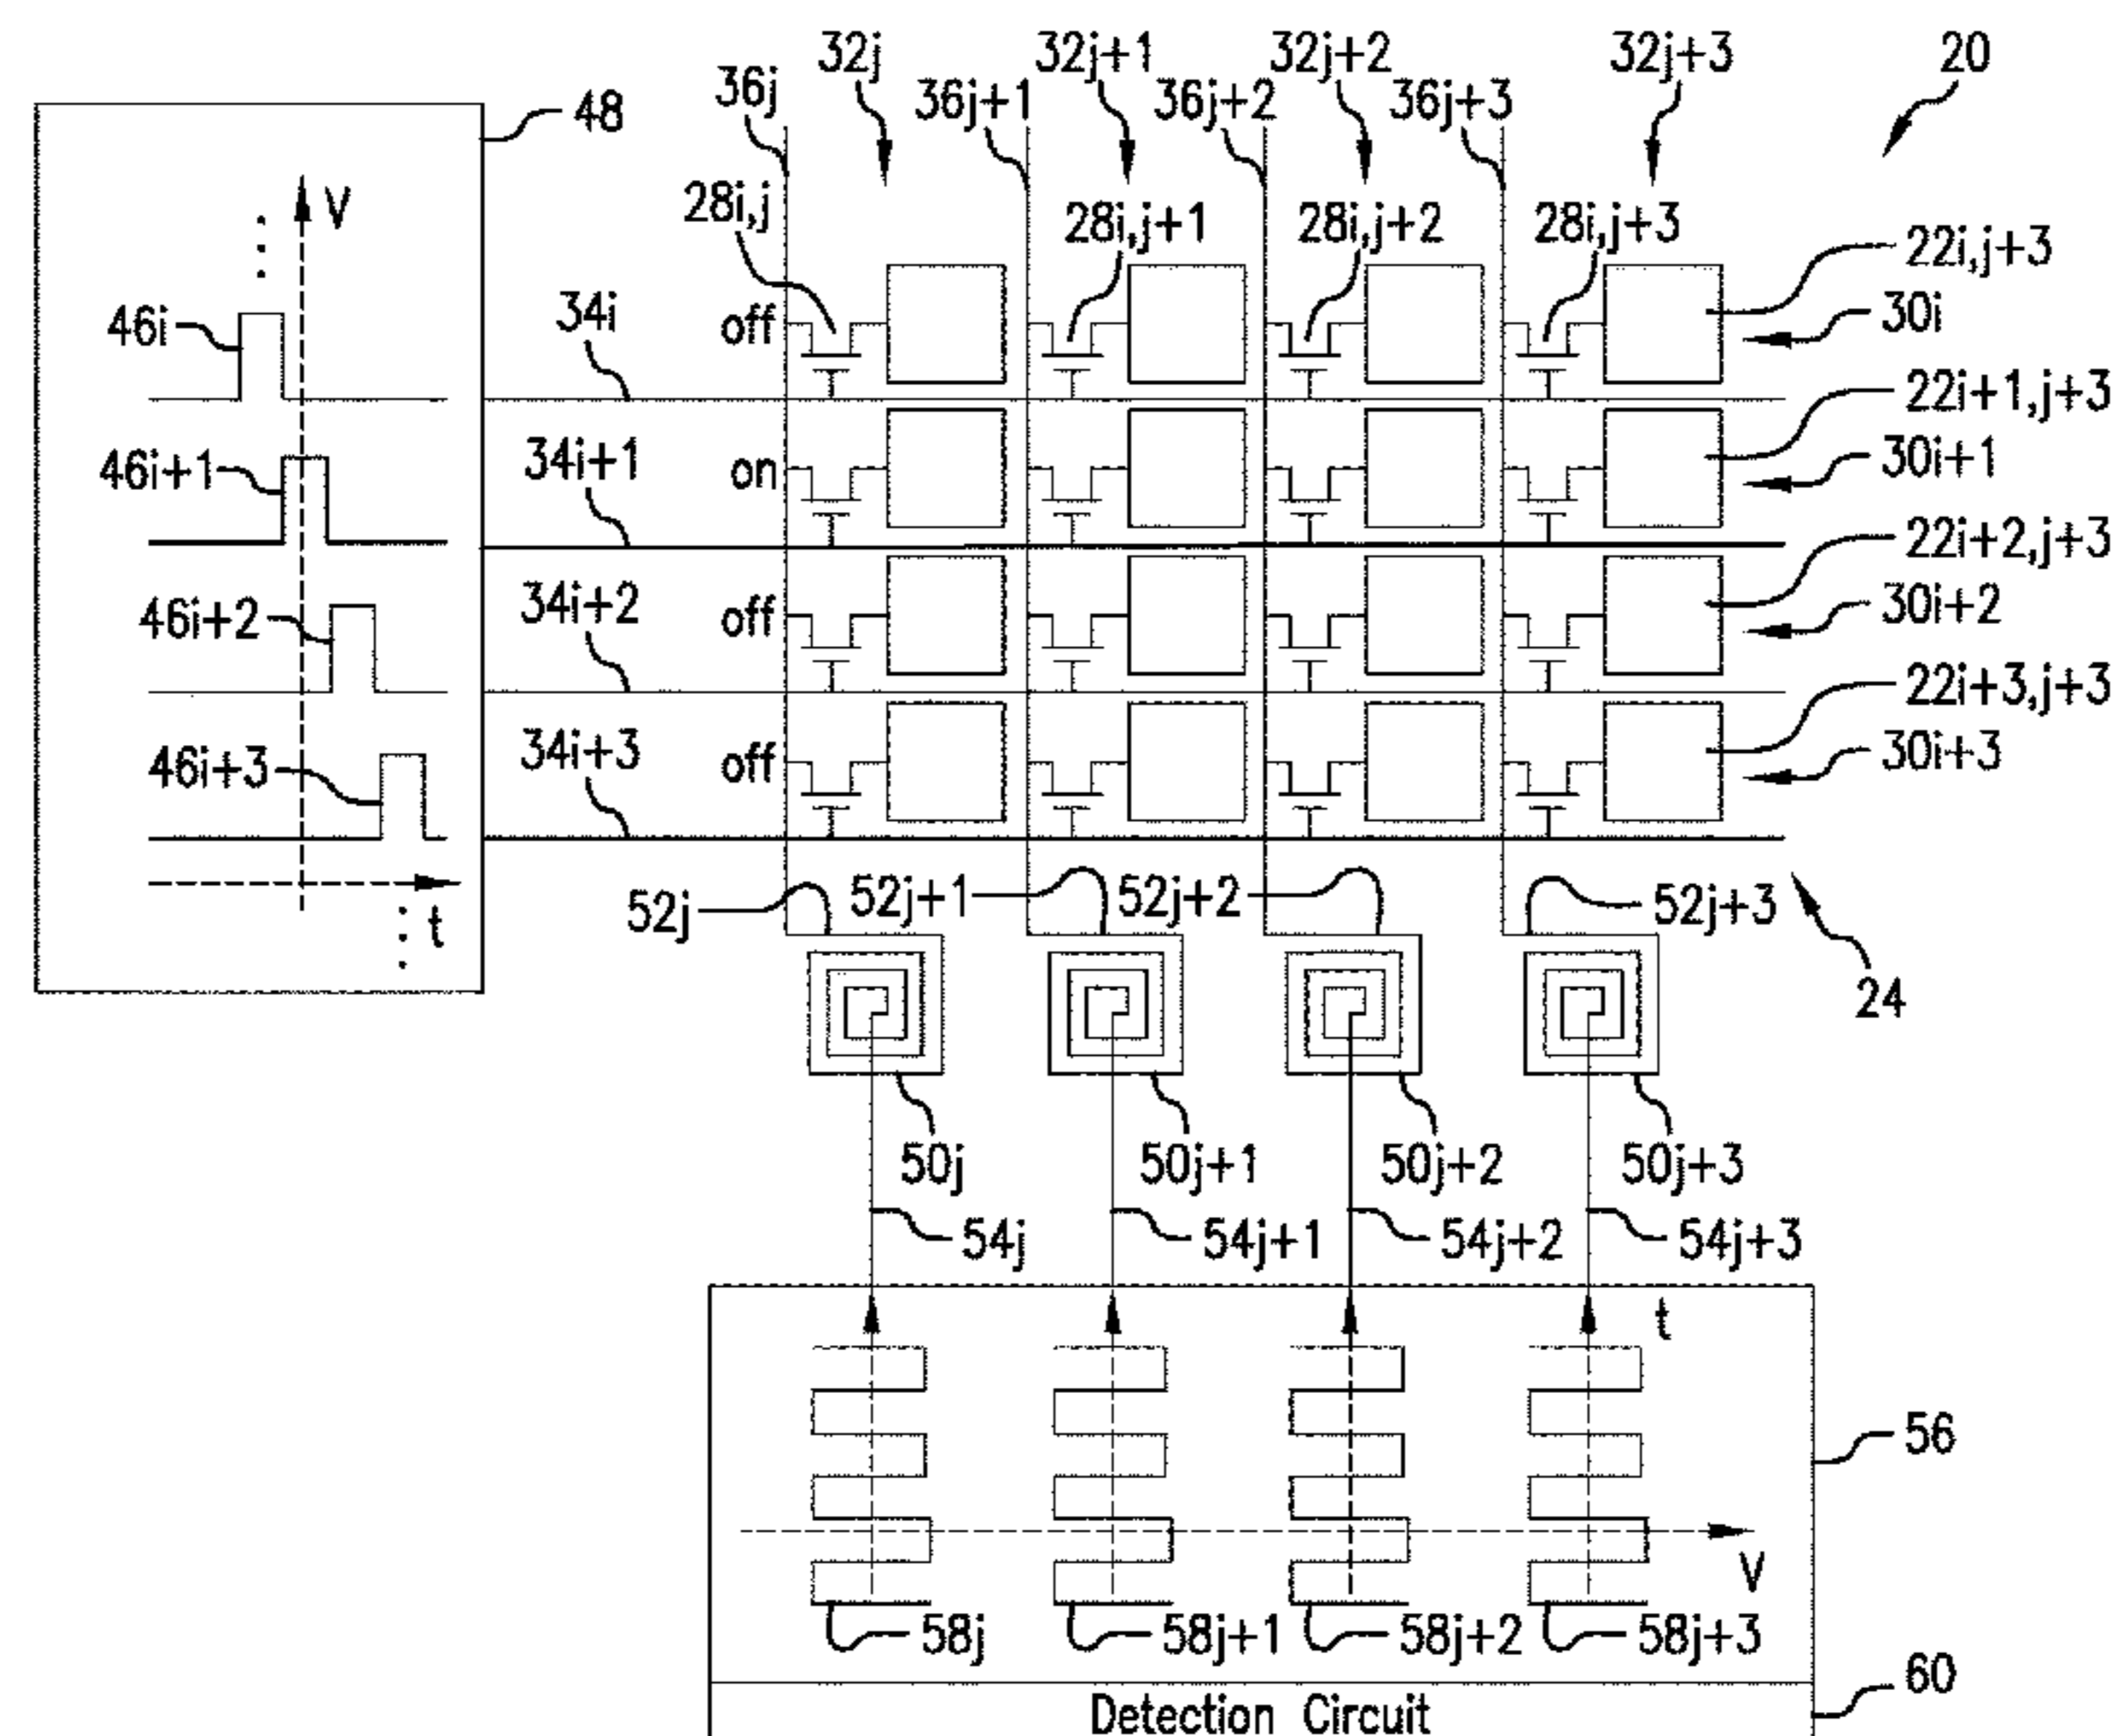 32j 32j+1 32j+2 32j+3 20
36j 36j+1 36j+2 36j+3
48
V
28i,j 28i,j+1 28i,j+2 28i,j+3
22i,j+3
46i 34i off 30i
22i+1,j+3
46i+1 34i+1 on 30i+1
22i+2,j+3
46i+2 34i+2 off 30i+2
22i+3,j+3
46i+3 34i+3 off 30i+3
t
52j 52j+1 52j+2 52j+3
24
50j 50j+1 50j+2 50j+3
54j 54j+1 54j+2 54j+3
t
56
V
58j 58j+1 58j+2 58j+3
60
Detection Circuit